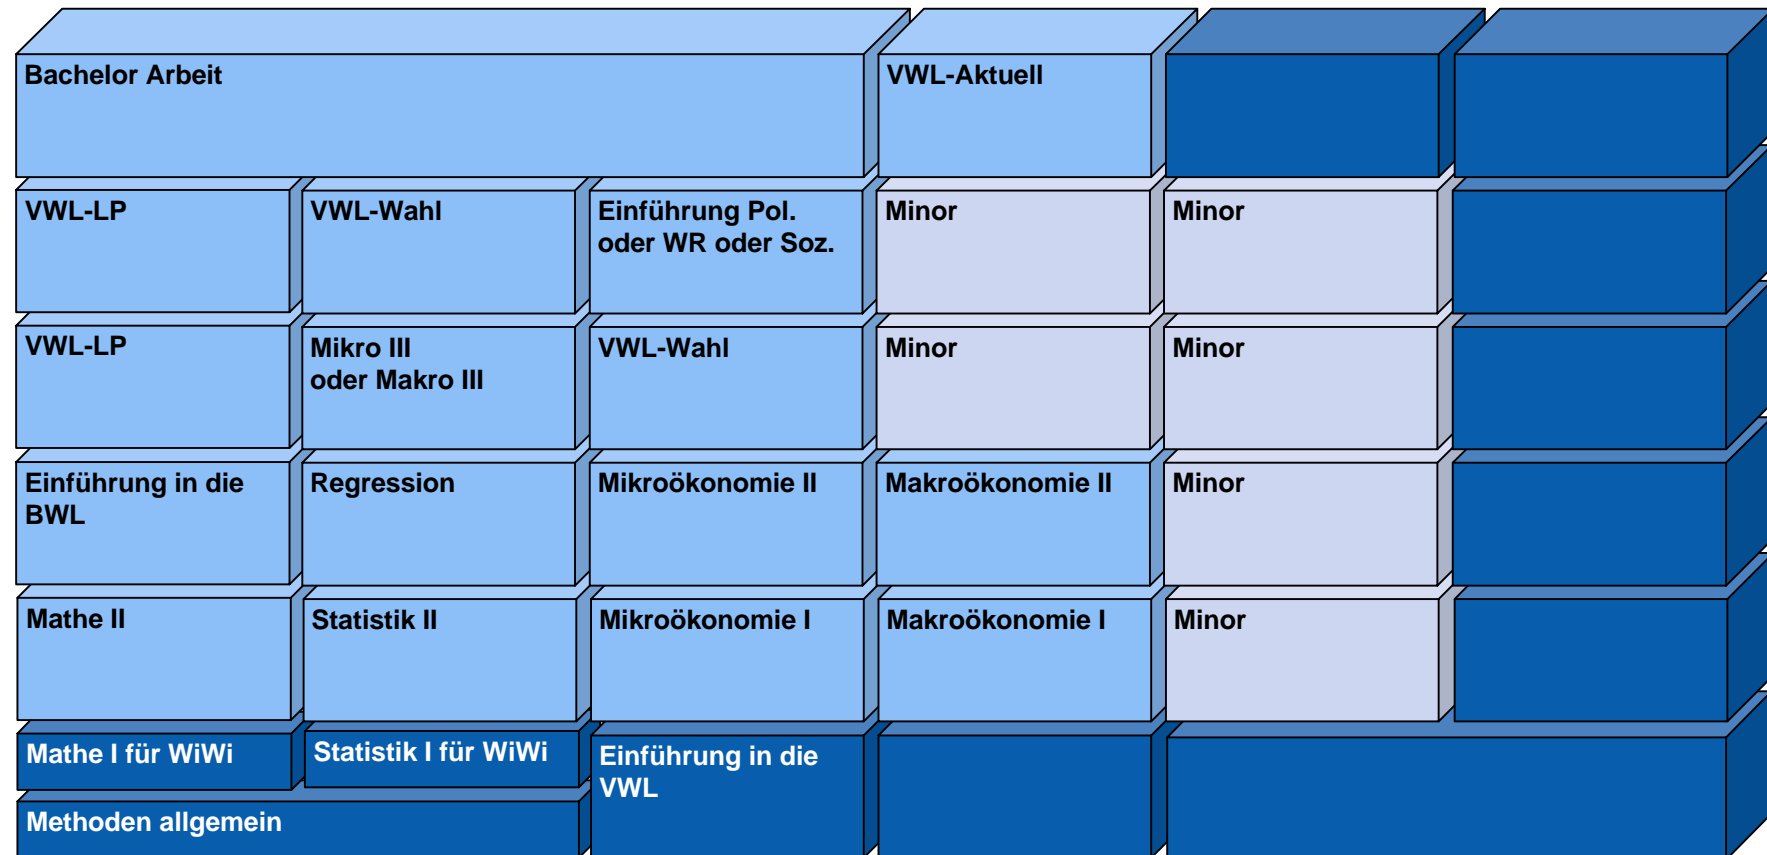 Bachelor Arbeit
VWL-Aktuell
VWL-LP
VWL-Wahl
Einführung Pol.
oder WR oder Soz.
Minor
Minor
VWL-LP
Mikro III
oder Makro III
VWL-Wahl
Minor
Minor
Einführung in die
BWL
Regression
Mikroökonomie II
Makroökonomie II
Minor
Mathe II
Statistik II
Mikroökonomie I
Makroökonomie I
Minor
Mathe I für WiWi
Statistik I für WiWi
Einführung in die
VWL
Methoden allgemein